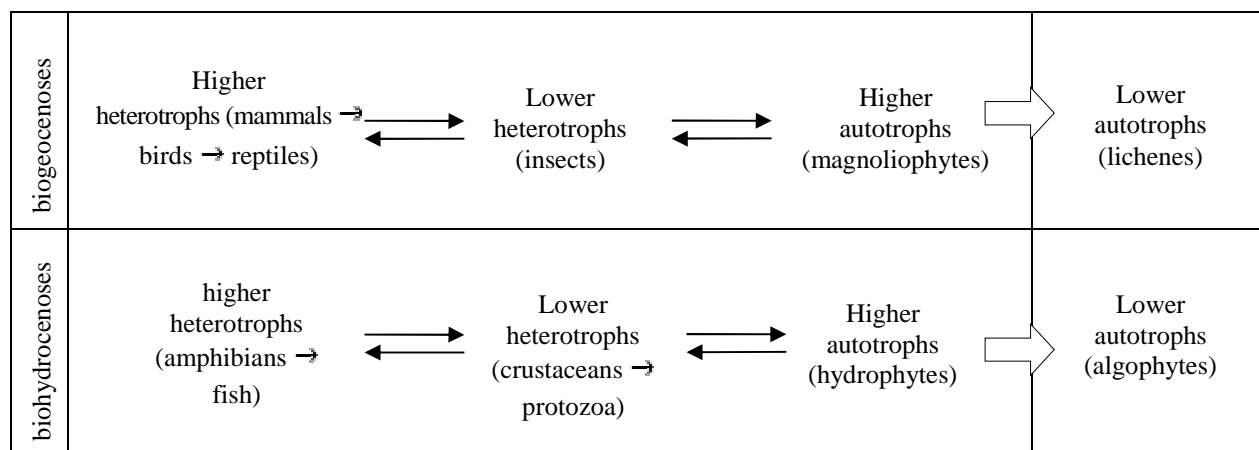 biogeocenoses
Higher
heterotrophs (mammals →
birds → reptiles)
Lower
heterotrophs
(insects)
Higher
autotrophs
(magnoliophytes)
Lower
autotrophs
(lichenes)
biohydrocenoses
higher
heterotrophs
(amphibians →
fish)
Lower
heterotrophs
(crustaceans →
protozoa)
Higher
autotrophs
(hydrophytes)
Lower
autotrophs
(algophytes)